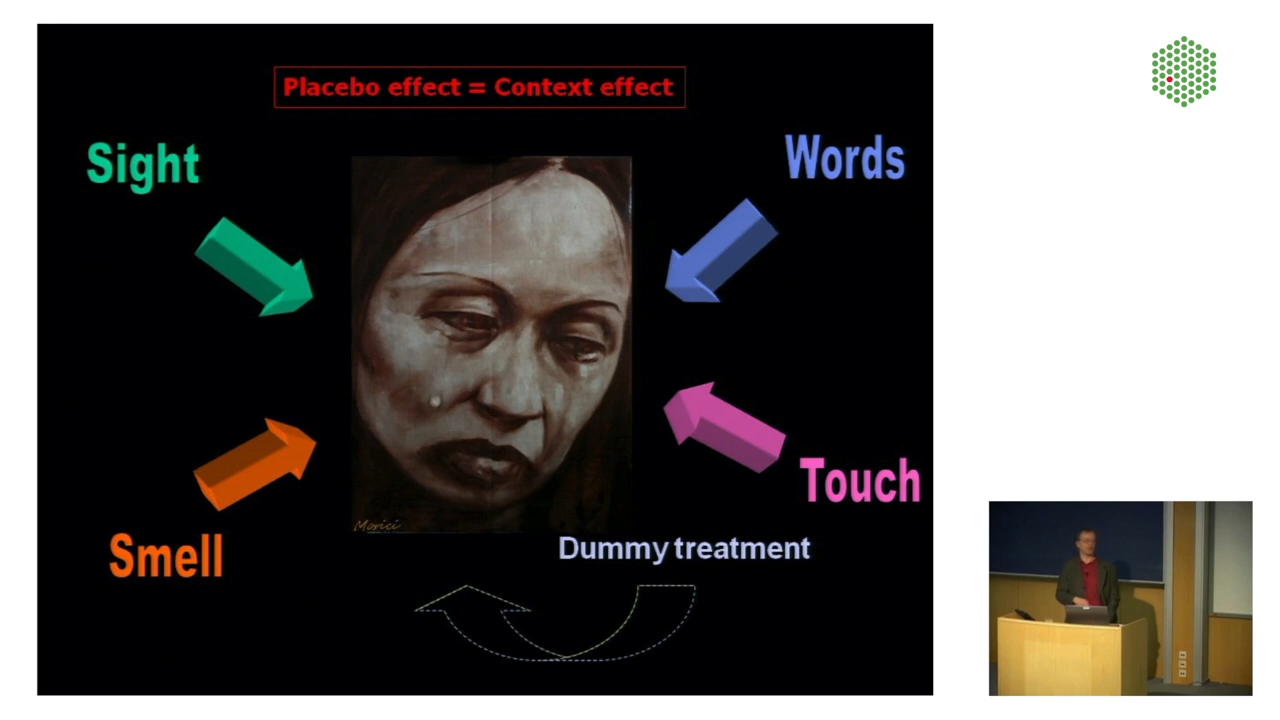 Placebo effect = Context effect
Sight
Words
Smell
Touch
Morici
Dummy treatment